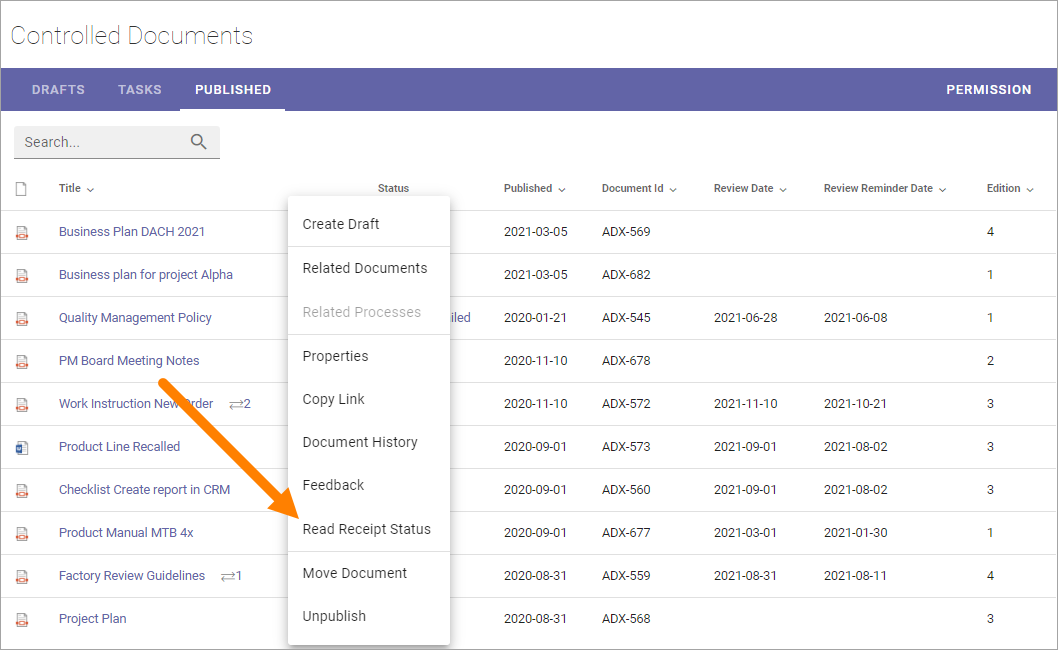 Controlled Documents
DRAFTS TASKS PUBLISHED PERMISSION
Search...
Title Status Published Document Id Review Date Review Reminder Date Edition
Create Draft
Business Plan DACH 2021 2021-03-05 ADX-569 4
Related Documents
Business plan for project Alpha 2021-03-05 ADX-682 1
Related Processes
Quality Management Policy iled 2020-01-21 ADX-545 2021-06-28 2021-06-08 1
Properties
PM Board Meeting Notes 2020-11-10 ADX-678 2
Copy Link
Work Instruction New Order 2 2020-11-10 ADX-572 2021-11-10 2021-10-21 3
Document History
Product Line Recalled 2020-09-01 ADX-573 2021-09-01 2021-08-02 3
Feedback
Checklist Create report in CRM 2020-09-01 ADX-560 2021-09-01 2021-08-02 3
Read Receipt Status
Product Manual MTB 4x 2020-09-01 ADX-677 2021-03-01 2021-01-30 1
Move Document
Factory Review Guidelines 1 2020-08-31 ADX-559 2021-08-31 2021-08-11 4
Unpublish
Project Plan 2020-08-31 ADX-568 3